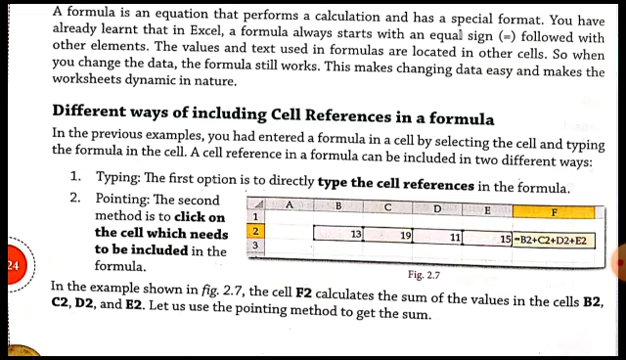 A formula is an equation that performs a calculation and has a special format. You have
already learnt that in Excel, a formula always starts with an equal sign (=) followed with
other elements. The values and text used in formulas are located in other cells. So when
you change the data, the formula still works. This makes changing data easy and makes the
worksheets dynamic in nature.
Different ways of including Cell References in a formula
In the previous examples, you had entered a formula in a cell by selecting the cell and typing
the formula in the cell. A cell reference in a formula can be included in two different ways:
1. Typing: The first option is to directly type the cell references in the formula.
2. Pointing: The second
method is to click on
the cell which needs
to be included in the
formula.
A B C D E F
1
2 13 19 11 15 =B2+C2+D2+E2
3
Fig. 2.7
24
In the example shown in fig. 2.7, the cell F2 calculates the sum of the values in the cells B2,
C2, D2, and E2. Let us use the pointing method to get the sum.